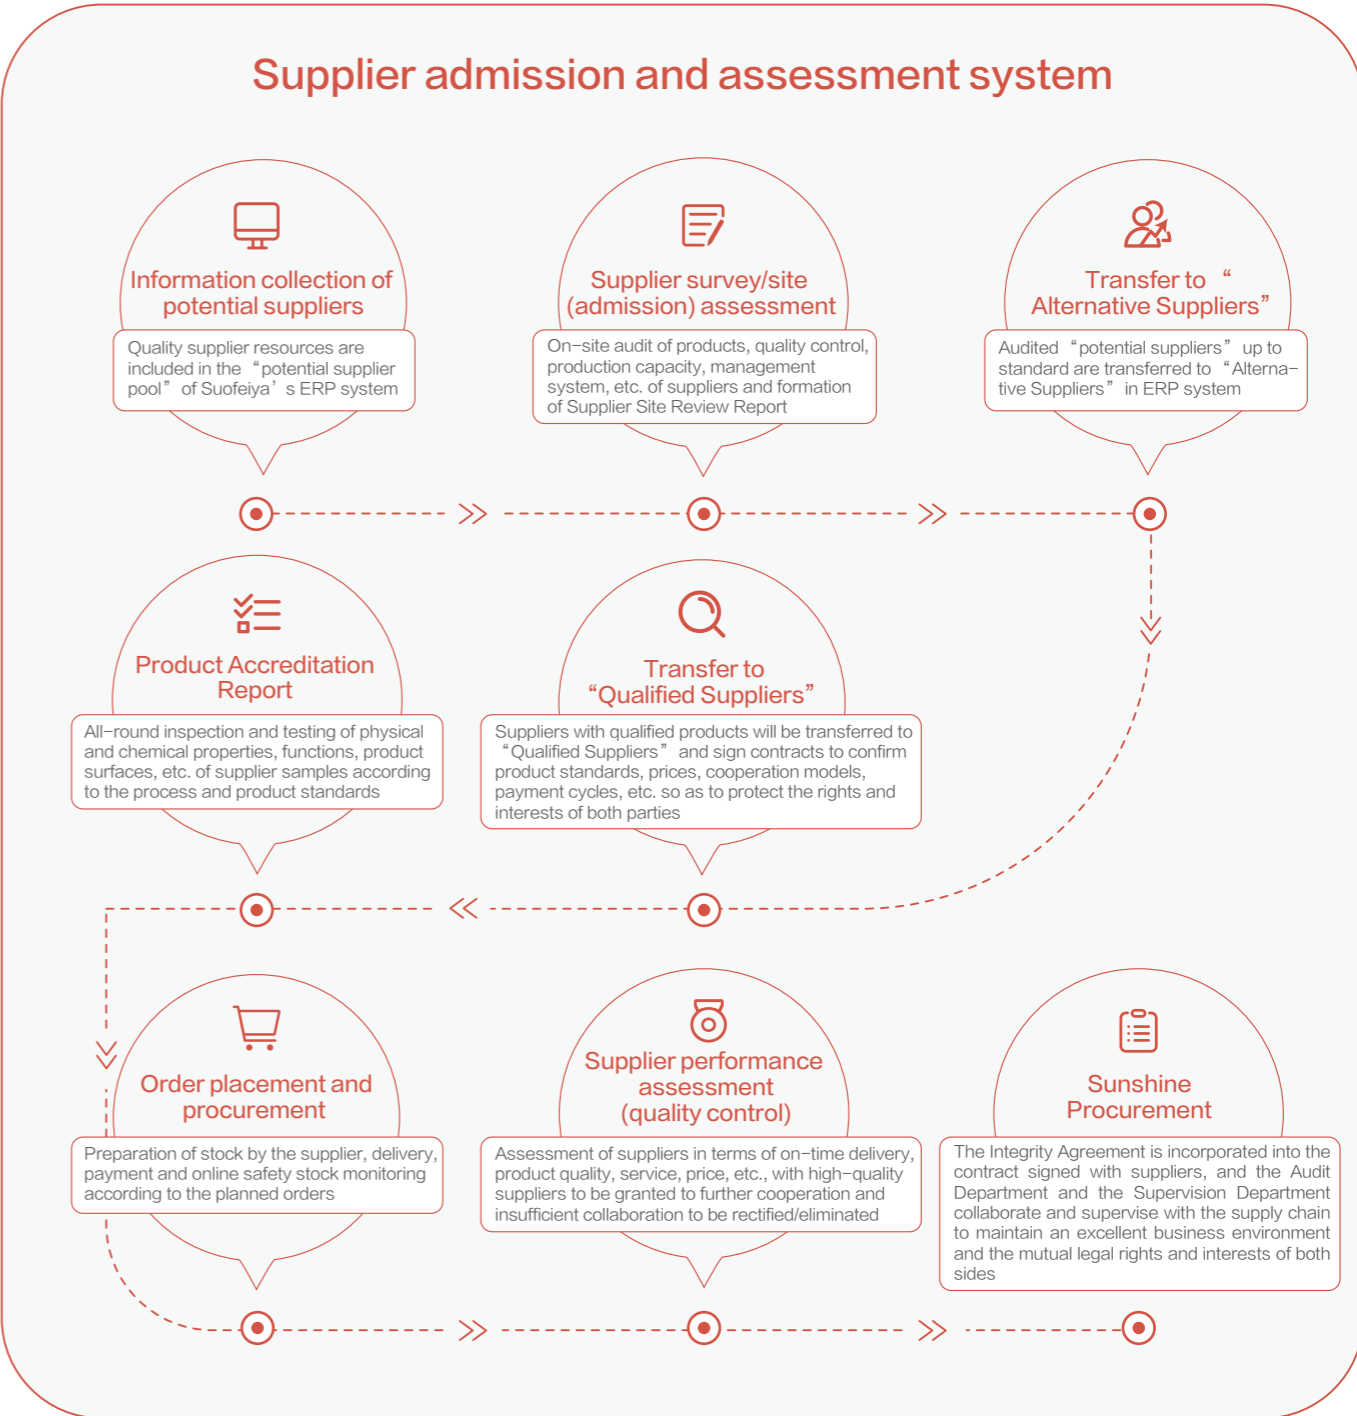 Supplier admission and assessment system
Information collection of
potential suppliers
Quality supplier resources are
included in the “potential supplier
pool” of Suofeiya’s ERP system
Supplier survey/site
(admission) assessment
On-site audit of products, quality control,
production capacity, management
system, etc. of suppliers and formation
of Supplier Site Review Report
Transfer to “
Alternative Suppliers”
Audited “potential suppliers” up to
standard are transferred to “Alterna-
tive Suppliers” in ERP system
Product Accreditation
Report
All-round inspection and testing of physical
and chemical properties, functions, product
surfaces, etc. of supplier samples according
to the process and product standards
Transfer to
“Qualified Suppliers”
Suppliers with qualified products will be transferred to
“Qualified Suppliers” and sign contracts to confirm
product standards, prices, cooperation models,
payment cycles, etc. so as to protect the rights and
interests of both parties
Order placement and
procurement
Preparation of stock by the supplier, delivery,
payment and online safety stock monitoring
according to the planned orders
Supplier performance
assessment
(quality control)
Assessment of suppliers in terms of on-time delivery,
product quality, service, price, etc., with high-quality
suppliers to be granted to further cooperation and
insufficient collaboration to be rectified/eliminated
Sunshine
Procurement
The Integrity Agreement is incorporated into the
contract signed with suppliers, and the Audit
Department and the Supervision Department
collaborate and supervise with the supply chain
to maintain an excellent business environment
and the mutual legal rights and interests of both
sides